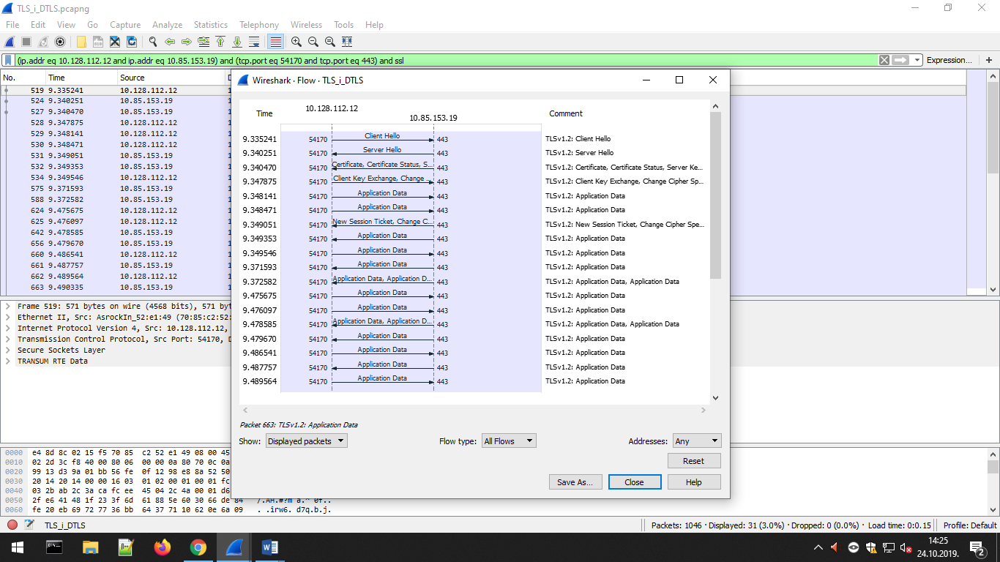 TLS_i_DTLS.pcapng
File Edit View Go Capture Analyze Statistics Telephony Wireless Tools Help
(ip.addr eq 10.128.112.12 and ip.addr eq 10.85.153.19) and (tcp.port eq 54170 and tcp.port eq 443) and ssl
Expression… +
No. Time Source
519 9.335241 10.128.112.12
524 9.340251 10.85.153.19
527 9.340470 10.85.153.19
528 9.347875 10.128.112.12
529 9.348141 10.128.112.12
530 9.348471 10.128.112.12
531 9.349051 10.85.153.19
532 9.349353 10.85.153.19
534 9.349546 10.128.112.12
575 9.371593 10.85.153.19
588 9.372582 10.85.153.19
624 9.475675 10.128.112.12
625 9.476097 10.128.112.12
642 9.478585 10.85.153.19
656 9.479670 10.85.153.19
660 9.486541 10.128.112.12
661 9.487757 10.85.153.19
662 9.489564 10.128.112.12
663 9.490335 10.85.153.19
Wireshark · Flow · TLS_i_DTLS
Time 10.128.112.12 10.85.153.19 Comment
9.335241 54170 Client Hello 443 TLSv1.2: Client Hello
9.340251 54170 Server Hello 443 TLSv1.2: Server Hello
9.340470 54170 Certificate, Certificate Status, S... 443 TLSv1.2: Certificate, Certificate Status, Server Ke...
9.347875 54170 Client Key Exchange, Change ... 443 TLSv1.2: Client Key Exchange, Change Cipher Sp...
9.348141 54170 Application Data 443 TLSv1.2: Application Data
9.348471 54170 Application Data 443 TLSv1.2: Application Data
9.349051 54170 New Session Ticket, Change C... 443 TLSv1.2: New Session Ticket, Change Cipher Spe...
9.349353 54170 Application Data 443 TLSv1.2: Application Data
9.349546 54170 Application Data 443 TLSv1.2: Application Data
9.371593 54170 Application Data 443 TLSv1.2: Application Data
9.372582 54170 Application Data, Application D... 443 TLSv1.2: Application Data, Application Data
9.475675 54170 Application Data 443 TLSv1.2: Application Data
9.476097 54170 Application Data 443 TLSv1.2: Application Data
9.478585 54170 Application Data, Application D... 443 TLSv1.2: Application Data, Application Data
9.479670 54170 Application Data 443 TLSv1.2: Application Data
9.486541 54170 Application Data 443 TLSv1.2: Application Data
9.487757 54170 Application Data 443 TLSv1.2: Application Data
9.489564 54170 Application Data 443 TLSv1.2: Application Data
Packet 663: TLSv1.2: Application Data
Show: Displayed packets Flow type: All Flows Addresses: Any
Reset
Save As... Close Help
Frame 519: 571 bytes on wire (4568 bits), 571 byt
Ethernet II, Src: AsrockIn_52:e1:49 (70:85:c2:52:
Internet Protocol Version 4, Src: 10.128.112.12,
Transmission Control Protocol, Src Port: 54170, D
Secure Sockets Layer
TRANSUM RTE Data
0000 e4 8d 8c 02 15 f5 70 85 c2 52 e1 49 08 00 45
0010 02 2d 3c f8 40 00 80 06 00 00 0a 80 70 0c 0a
0020 99 13 d3 9a 01 bb 56 fe 0f 12 98 e8 8a 52 50
0030 20 14 20 14 00 00 16 03 01 02 00 01 00 01 fc
0040 03 2b ab 2c 3a ca fc ee 45 04 2c 4a 00 01 d6
0050 2f e6 41 48 1f 23 3f 6d 61 88 5e 60 30 66 de 84 /.AH.#?m a.^`0f..
0060 fe 20 eb 69 72 77 36 bb 64 37 71 10 62 0e 6a 09 . .irw6. d7q.b.j.
TLS_i_DTLS
Packets: 1046 · Displayed: 31 (3.0%) · Dropped: 0 (0.0%) · Load time: 0:0.15 Profile: Default
14:25
24.10.2019.
2